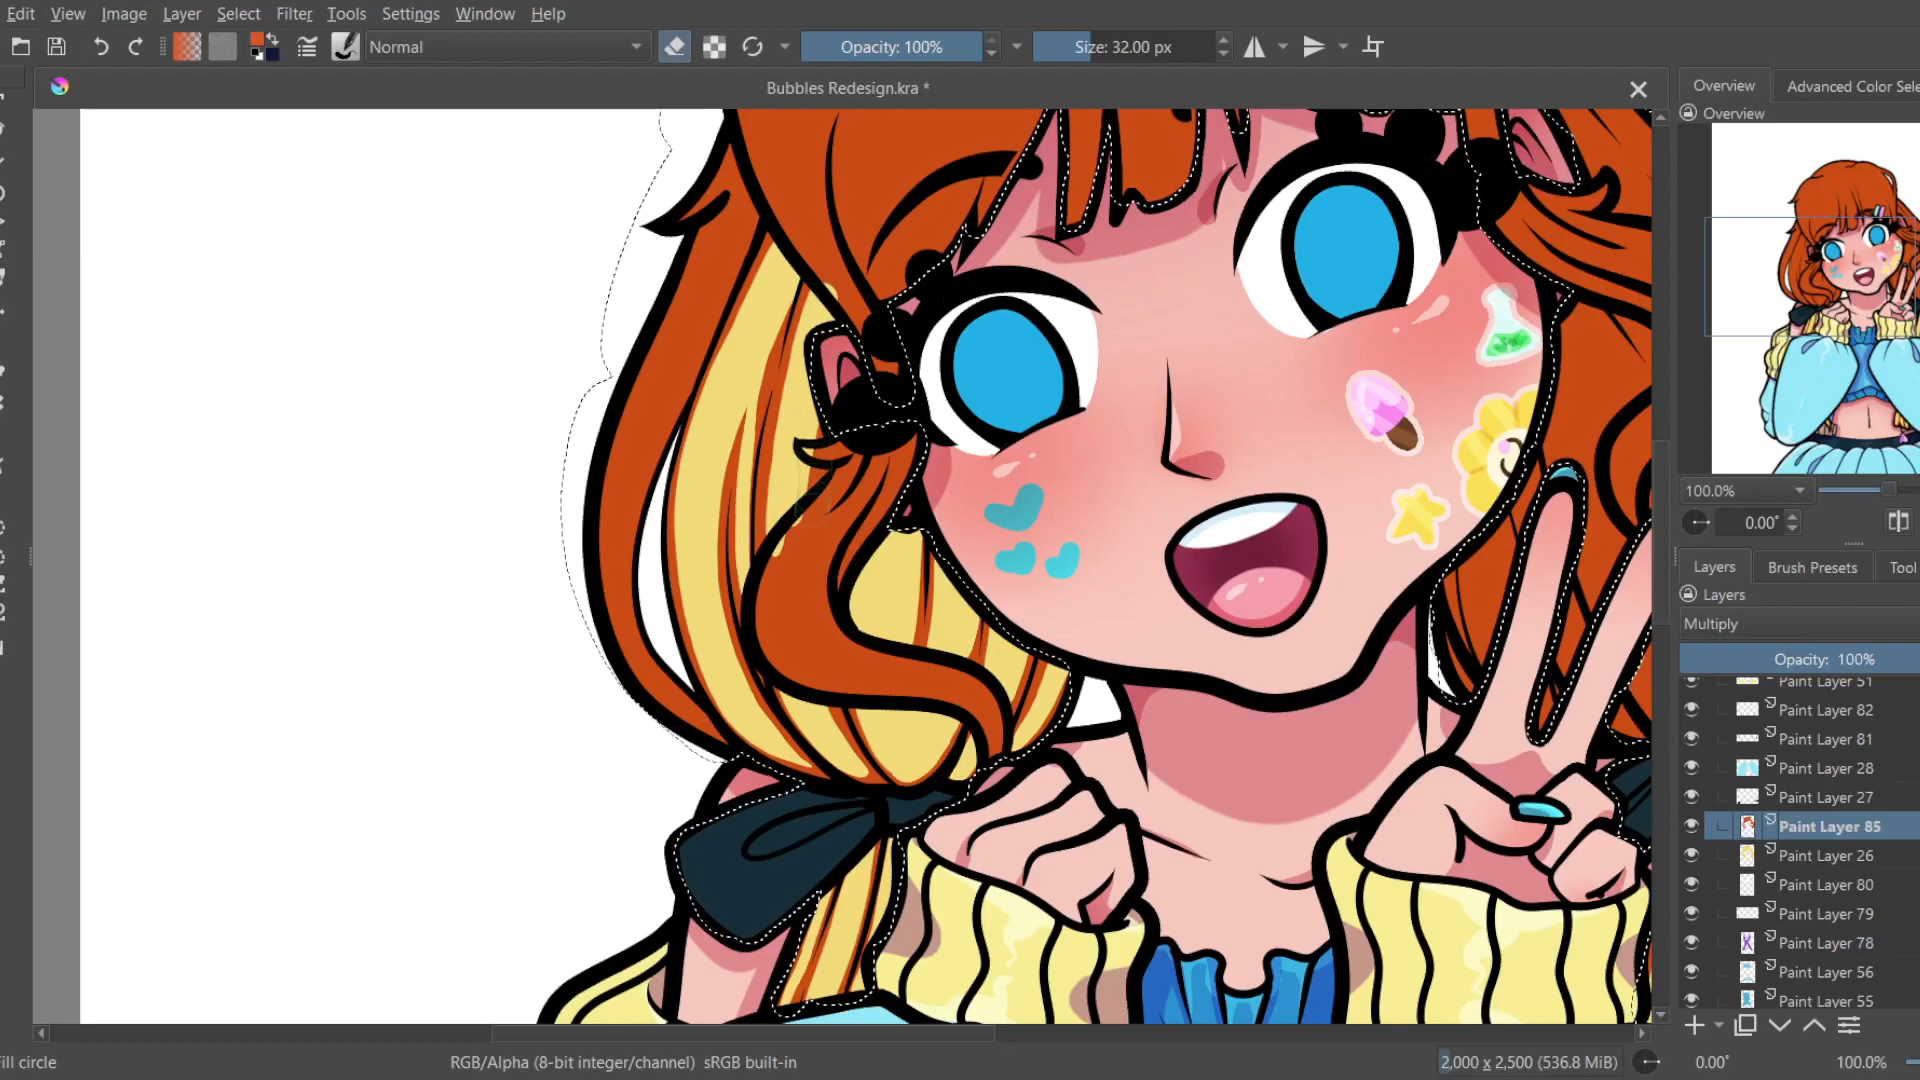 Edit View Image Layer Select Filter Tools Settings Window Help
Normal
Opacity: 100%
Size: 32.00 px
Bubbles Redesign.kra *
Overview
Advanced Color Sele
Overview
100.0%
0.00°
Layers
Brush Presets
Tool
Layers
Multiply
Opacity: 100%
Paint Layer 51
Paint Layer 82
Paint Layer 81
Paint Layer 28
Paint Layer 27
Paint Layer 85
Paint Layer 26
Paint Layer 80
Paint Layer 79
Paint Layer 78
Paint Layer 56
Paint Layer 55
ill circle
RGB/Alpha (8-bit integer/channel) sRGB built-in
2,000 x 2,500 (536.8 MiB)
0.00°
100.0%